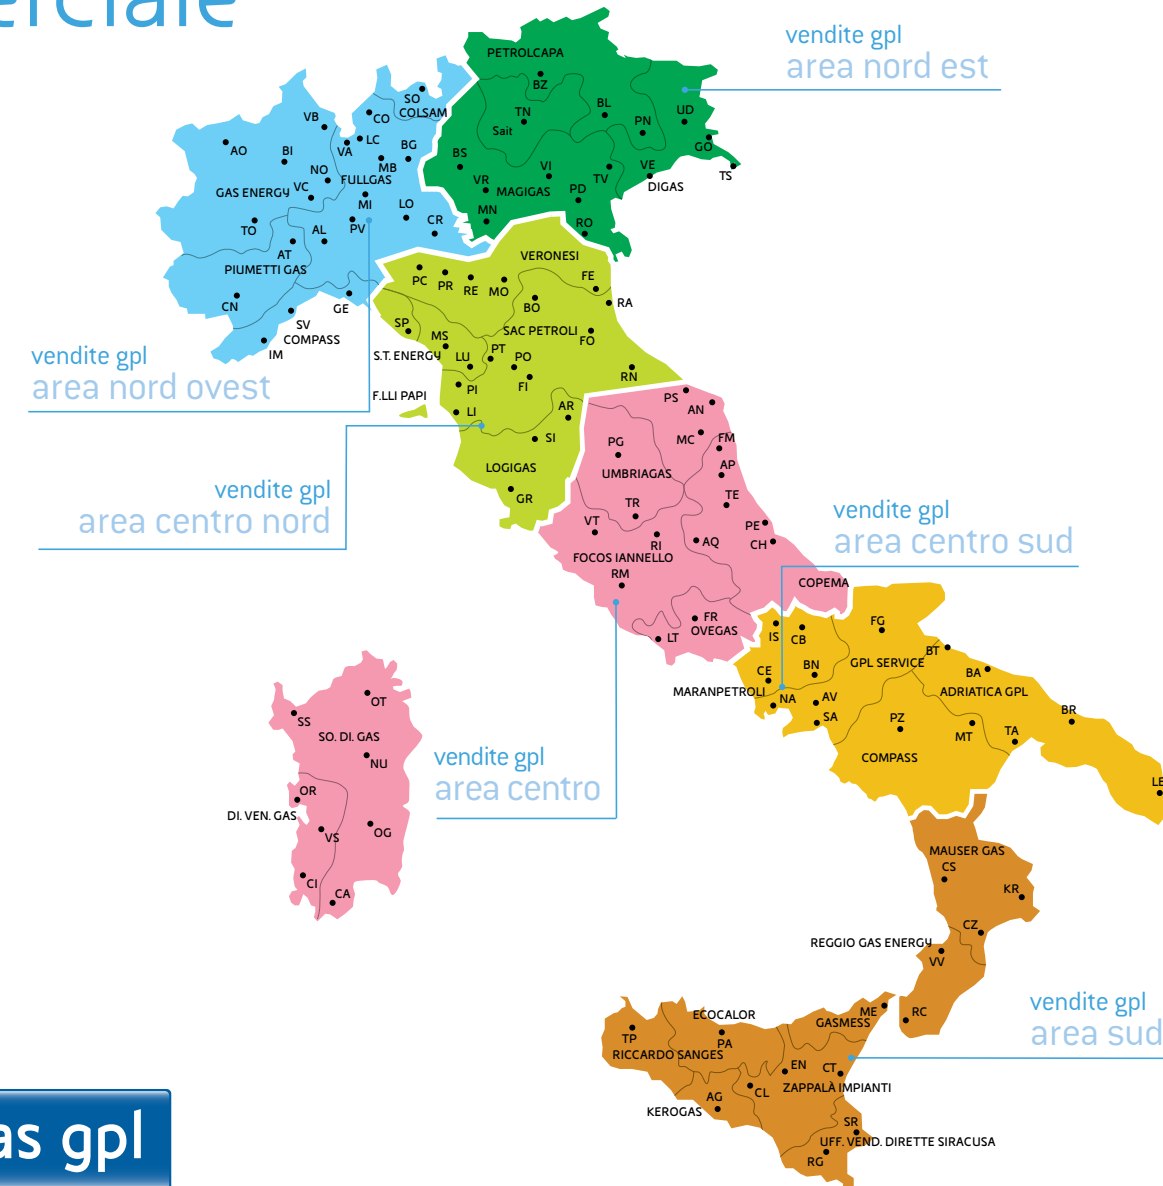 erciale
vendite gpl
area nord est
PETROLCAPA
BZ
SO
COLSAM
VB
CO
TN
Sait
BL
PN
UD
GO
TS
AO
BI
VA
LC
MB
BG
BS
NO
FULLGAS
GAS ENERGY
VC
MI
VR
VI
MAGIGAS
PD
TV
VE
DIGAS
LO
MN
TO
AL
PV
CR
RO
AT
PIUMETTI GAS
VERONESI
CN
GE
PC
PR
RE
MO
FE
BO
RA
SV
COMPASS
IM
SP
MS
SAC PETROLI
FO
S.T. ENERGY
LU
PT
PO
FI
RN
vendite gpl
area nord ovest
F.LLI PAPI
PI
LI
AR
PS
AN
SI
PG
MC
FM
LOGIGAS
UMBRIAGAS
AP
GR
TE
vendite gpl
area centro nord
TR
VT
RI
AQ
PE
CH
vendite gpl
area centro sud
FOCOS IANNELLO
RM
COPEMA
FR
OVEGAS
LT
IS
CB
FG
BT
CE
BN
GPL SERVICE
BA
MARANPETROLI
NA
AV
ADRIATICA GPL
SA
PZ
MT
TA
BR
COMPASS
LE
OT
SS
SO. DI. GAS
NU
vendite gpl
area centro
OR
DI. VEN. GAS
VS
OG
CI
CA
MAUSER GAS
CS
KR
CZ
REGGIO GAS ENERGY
VV
RC
vendite gpl
area sud
ME
GASMESS
ECOCALOR
TP
PA
RICCARDO SANGES
EN
CT
CL
ZAPPALÀ IMPIANTI
AG
KEROGAS
SR
UFF. VEND. DIRETTE SIRACUSA
RG
as gpl